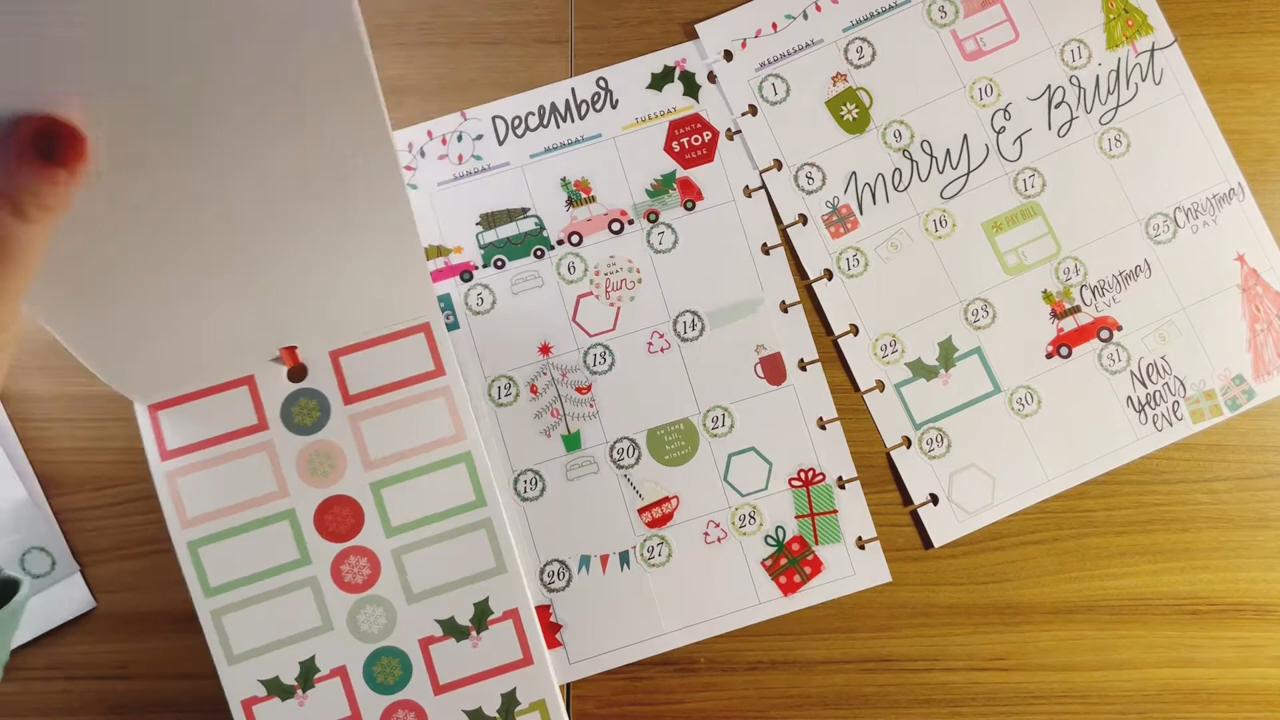 December
SUNDAY
MONDAY
TUESDAY
WEDNESDAY
THURSDAY
SANTA
STOP
HERE
1
2
3
Merry & Bright
5
6
7
8
9
10
11
OH
WHAT
fun
12
13
14
15
16
17
18
$
PAY BILL
$
19
20
21
22
23
24
25
so long
fall,
hello
winter!
Christmas
EVE
Christmas
DAY
26
27
28
29
30
31
New
Years
eve